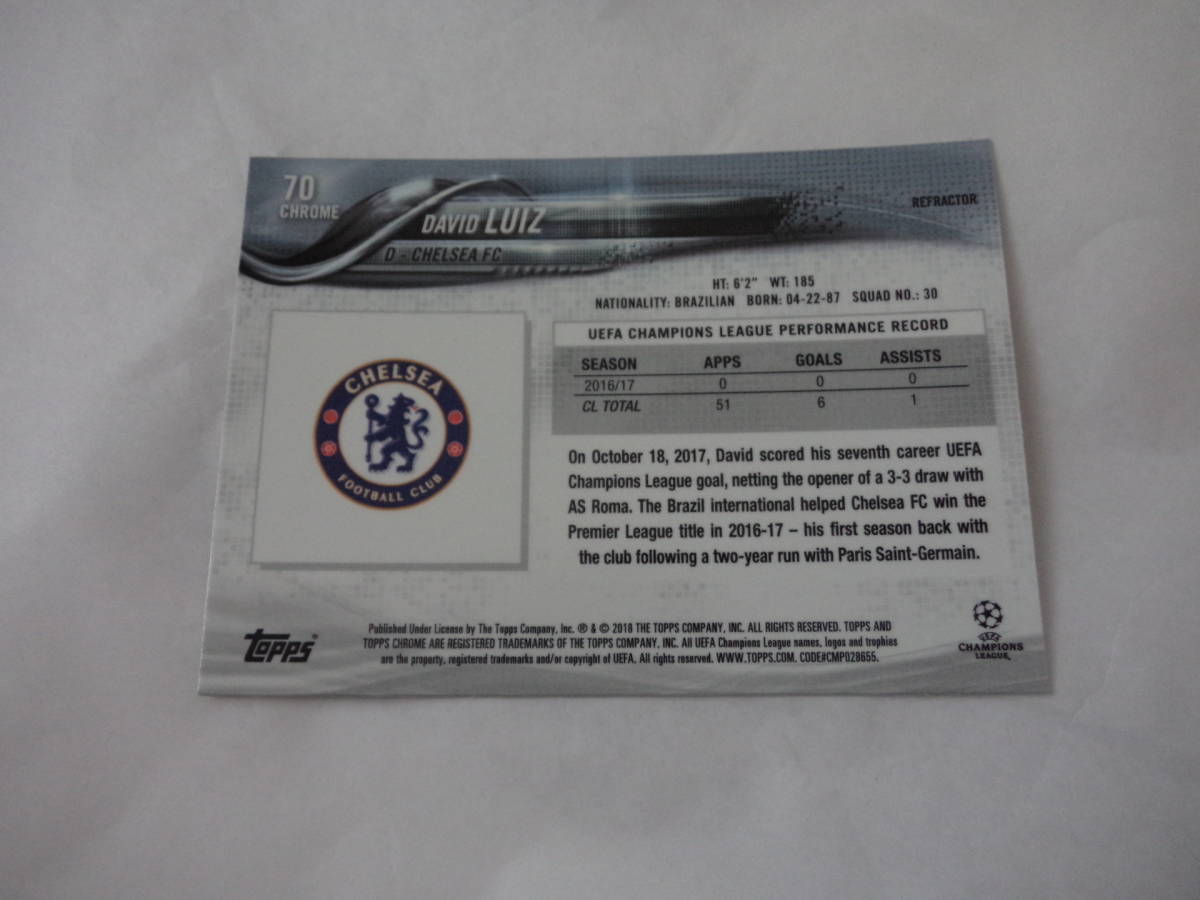 70
CHROME
DAVID LUIZ
D - CHELSEA FC
REFRACTOR
HT: 6'2" WT: 185
NATIONALITY: BRAZILIAN BORN: 04-22-87 SQUAD NO.: 30
UEFA CHAMPIONS LEAGUE PERFORMANCE RECORD
SEASON APPS GOALS ASSISTS
2016/17 0 0 0
CL TOTAL 51 6 1
CHELSEA
FOOTBALL CLUB
On October 18, 2017, David scored his seventh career UEFA
Champions League goal, netting the opener of a 3-3 draw with
AS Roma. The Brazil international helped Chelsea FC win the
Premier League title in 2016-17 – his first season back with
the club following a two-year run with Paris Saint-Germain.
topps®
Published Under License by The Topps Company, Inc. ® & © 2018 THE TOPPS COMPANY, INC. ALL RIGHTS RESERVED. TOPPS AND
TOPPS CHROME ARE REGISTERED TRADEMARKS OF THE TOPPS COMPANY, INC. All UEFA Champions League names, logos and trophies
are the property, registered trademarks and/or copyright of UEFA. All rights reserved. WWW.TOPPS.COM. CODE#CMP028655.
UEFA
CHAMPIONS
LEAGUE